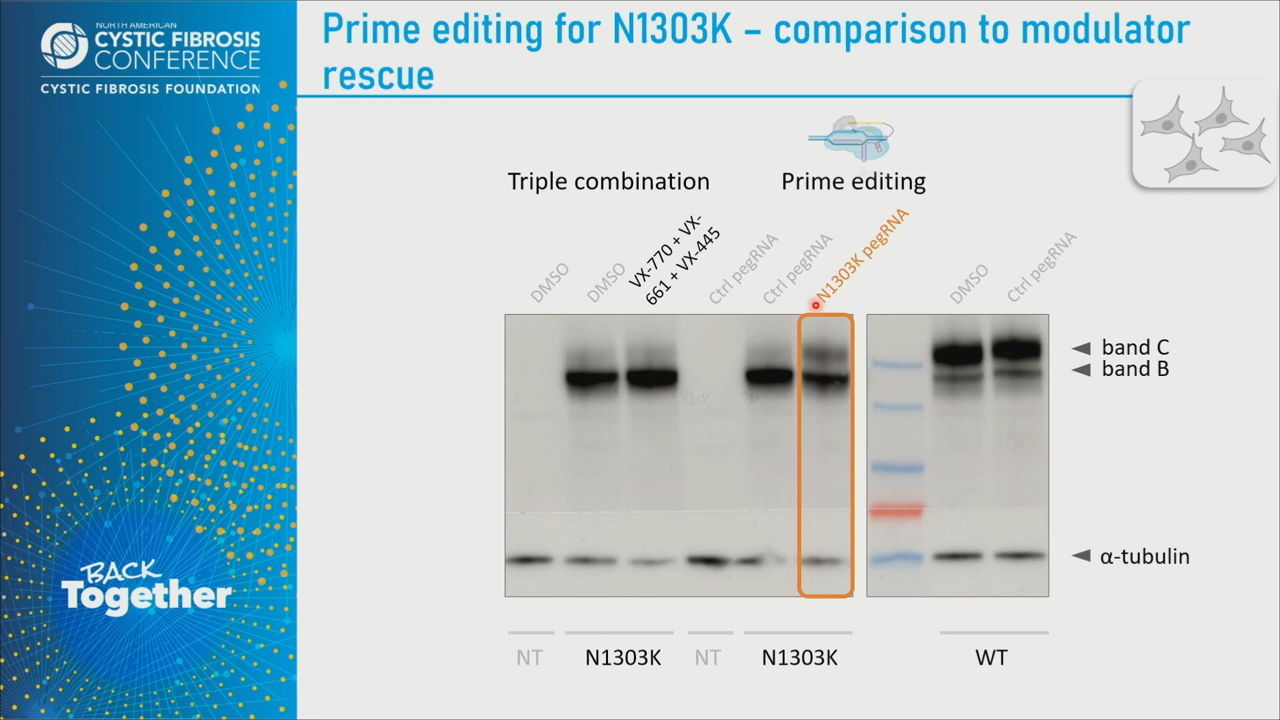 NORTH AMERICAN
CYSTIC FIBROSIS
CONFERENCE
CYSTIC FIBROSIS FOUNDATION
BACK
Together
Prime editing for N1303K – comparison to modulator
rescue
Triple combination
Prime editing
DMSO
DMSO
VX-770 + VX-
661 + VX-445
Ctrl pegRNA
Ctrl pegRNA
N1303K pegRNA
DMSO
Ctrl pegRNA
band C
band B
α-tubulin
NT
N1303K
NT
N1303K
WT